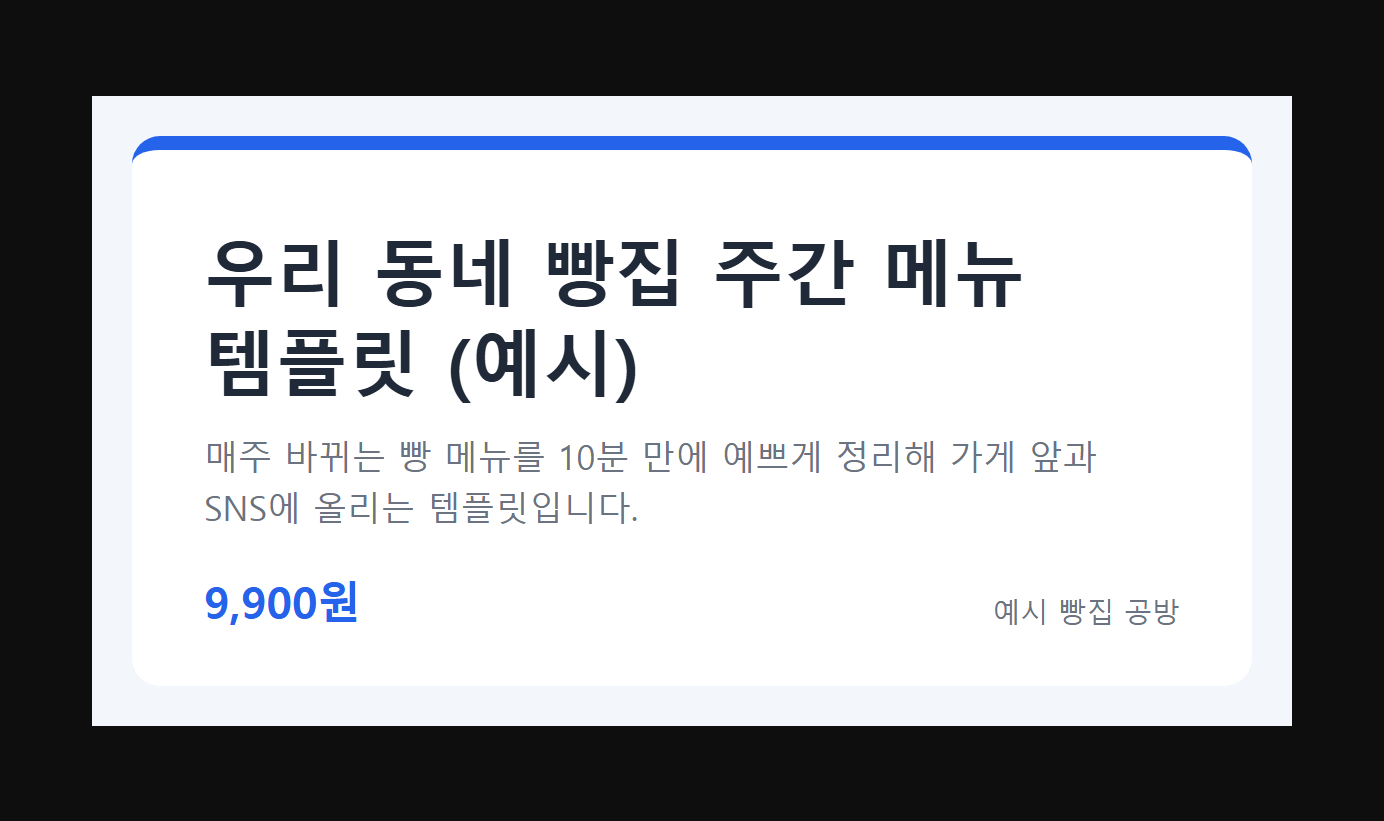 우리 동네 빵집 주간 메뉴
템플릿 (예시)
매주 바뀌는 빵 메뉴를 10분 만에 예쁘게 정리해 가게 앞과
SNS에 올리는 템플릿입니다.
9,900원
예시 빵집 공방